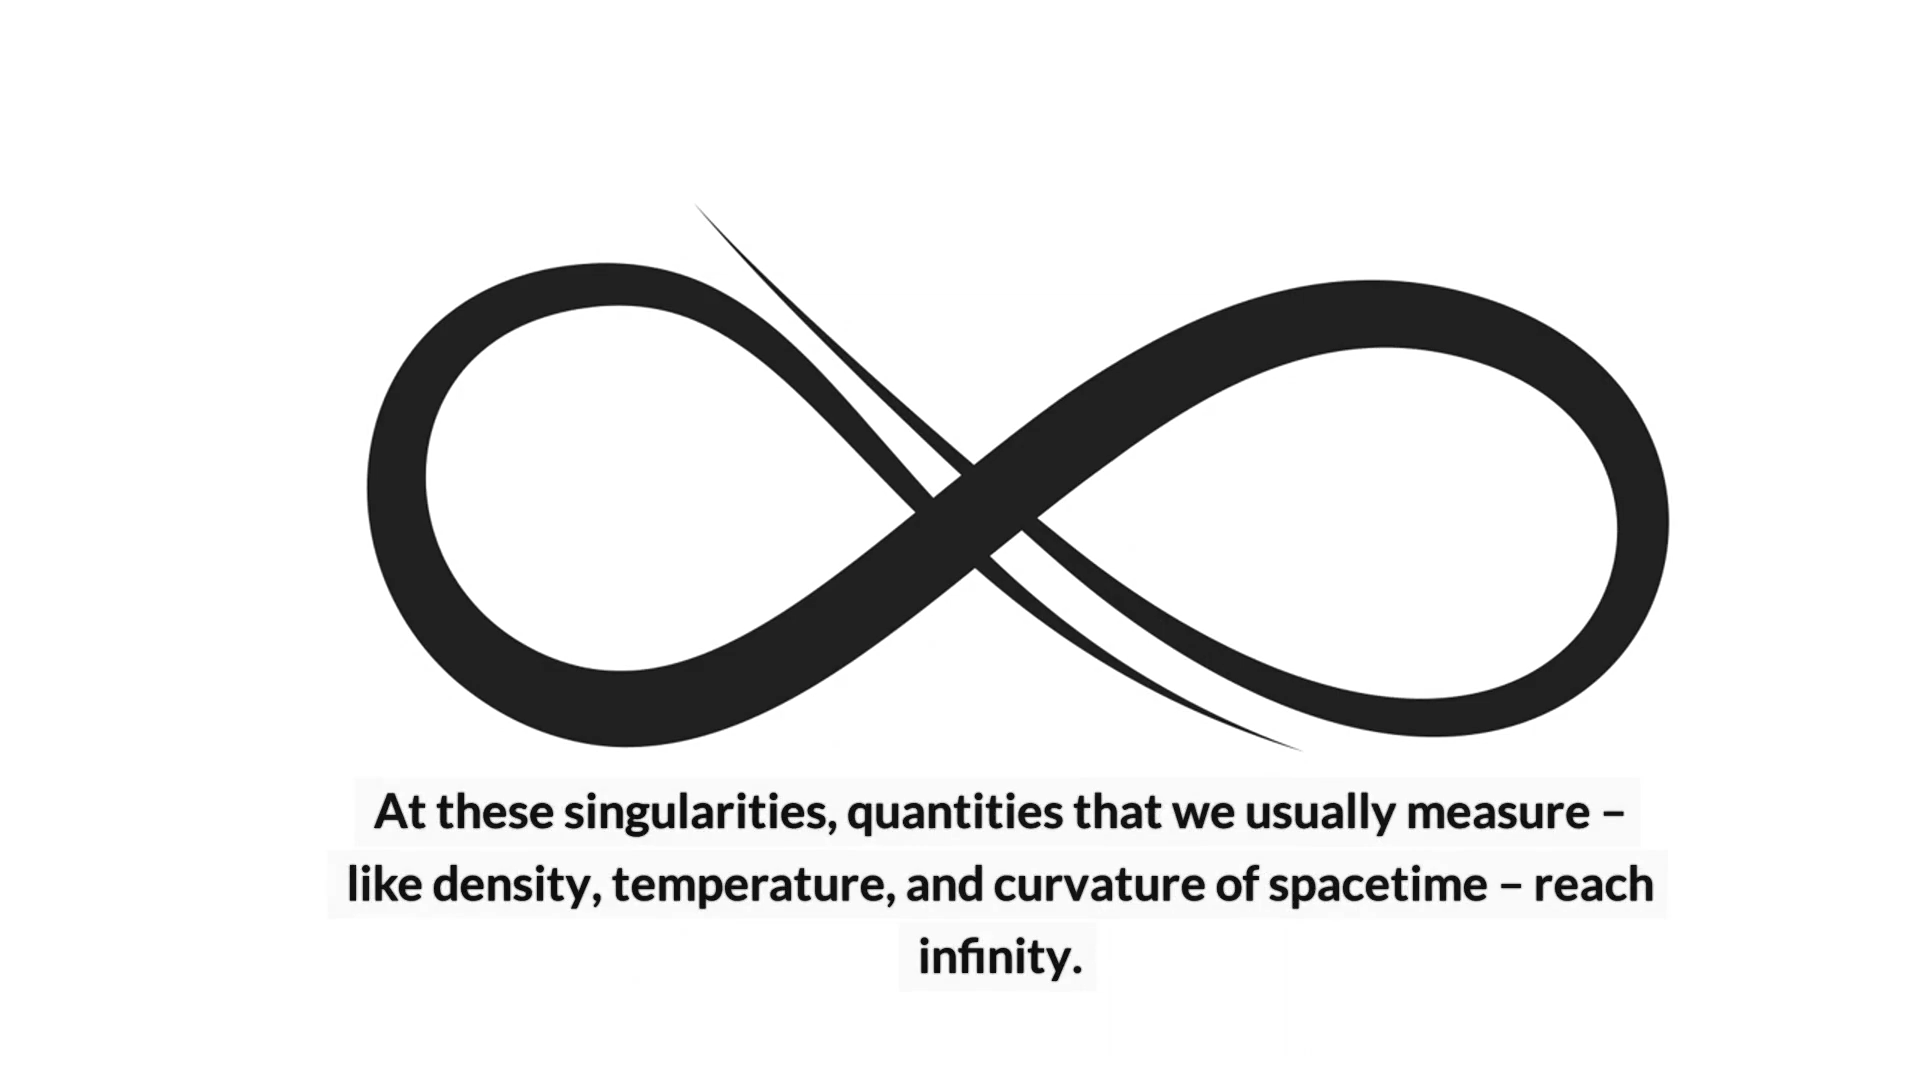 At these singularities, quantities that we usually measure –
like density, temperature, and curvature of spacetime – reach
infinity.